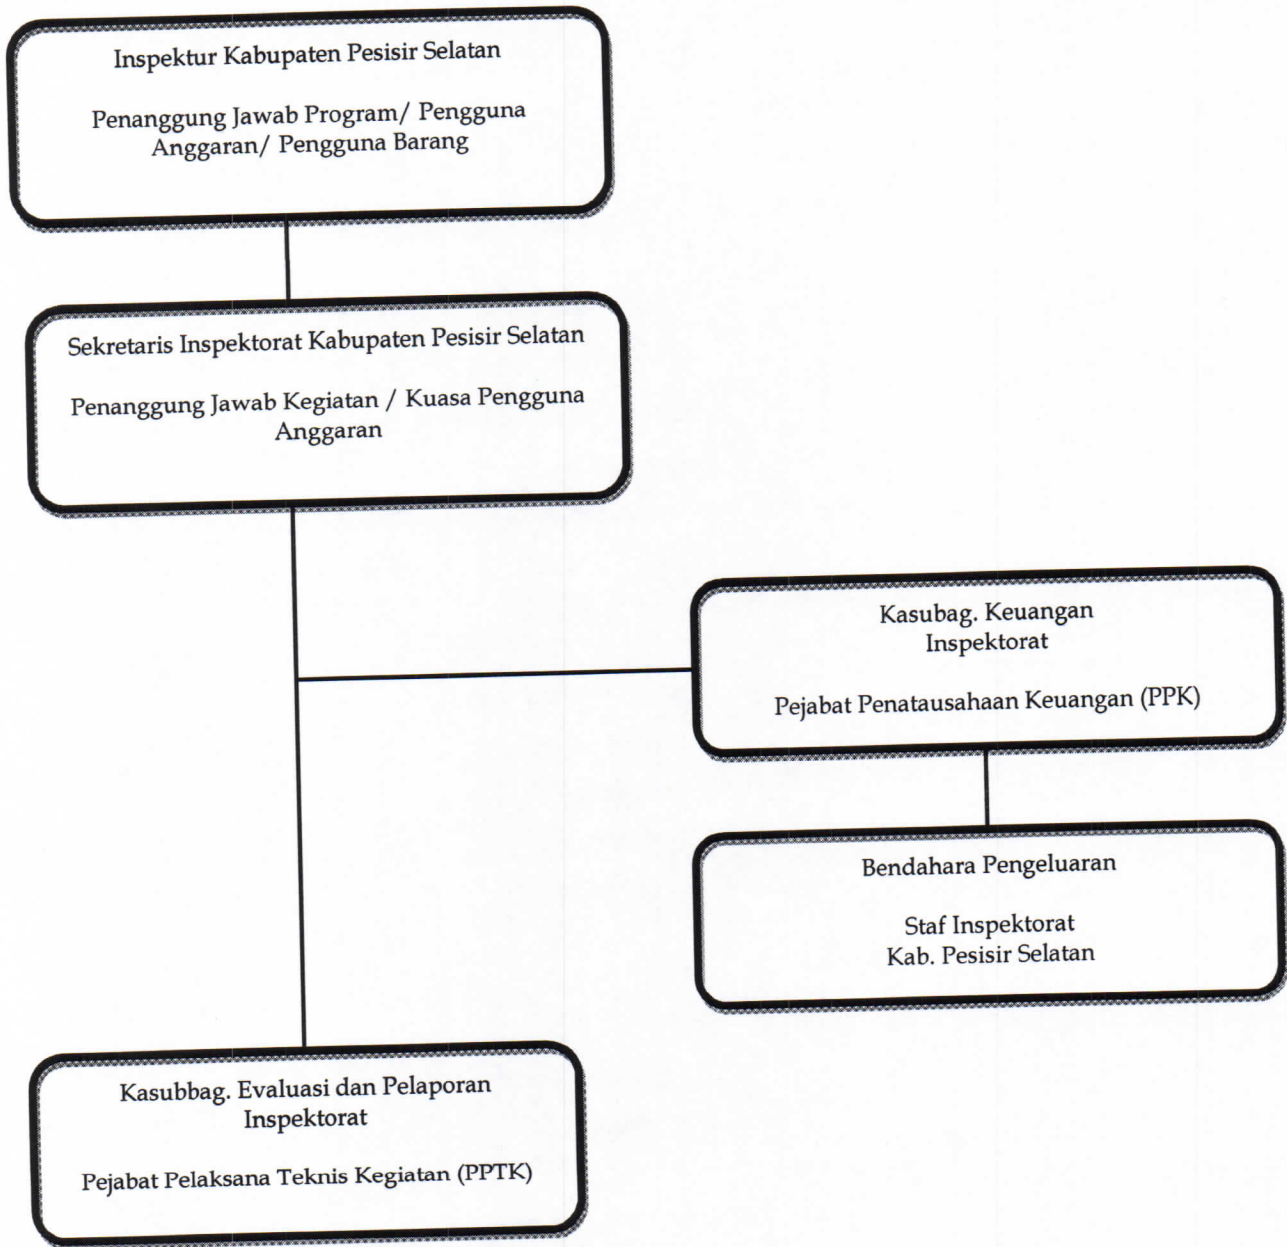 Inspektur Kabupaten Pesisir Selatan
Penanggung Jawab Program/ Pengguna
Anggaran/ Pengguna Barang
Sekretaris Inspektorat Kabupaten Pesisir Selatan
Penanggung Jawab Kegiatan / Kuasa Pengguna
Anggaran
Kasubag. Keuangan
Inspektorat
Pejabat Penatausahaan Keuangan (PPK)
Bendahara Pengeluaran
Staf Inspektorat
Kab. Pesisir Selatan
Kasubbag. Evaluasi dan Pelaporan
Inspektorat
Pejabat Pelaksana Teknis Kegiatan (PPTK)